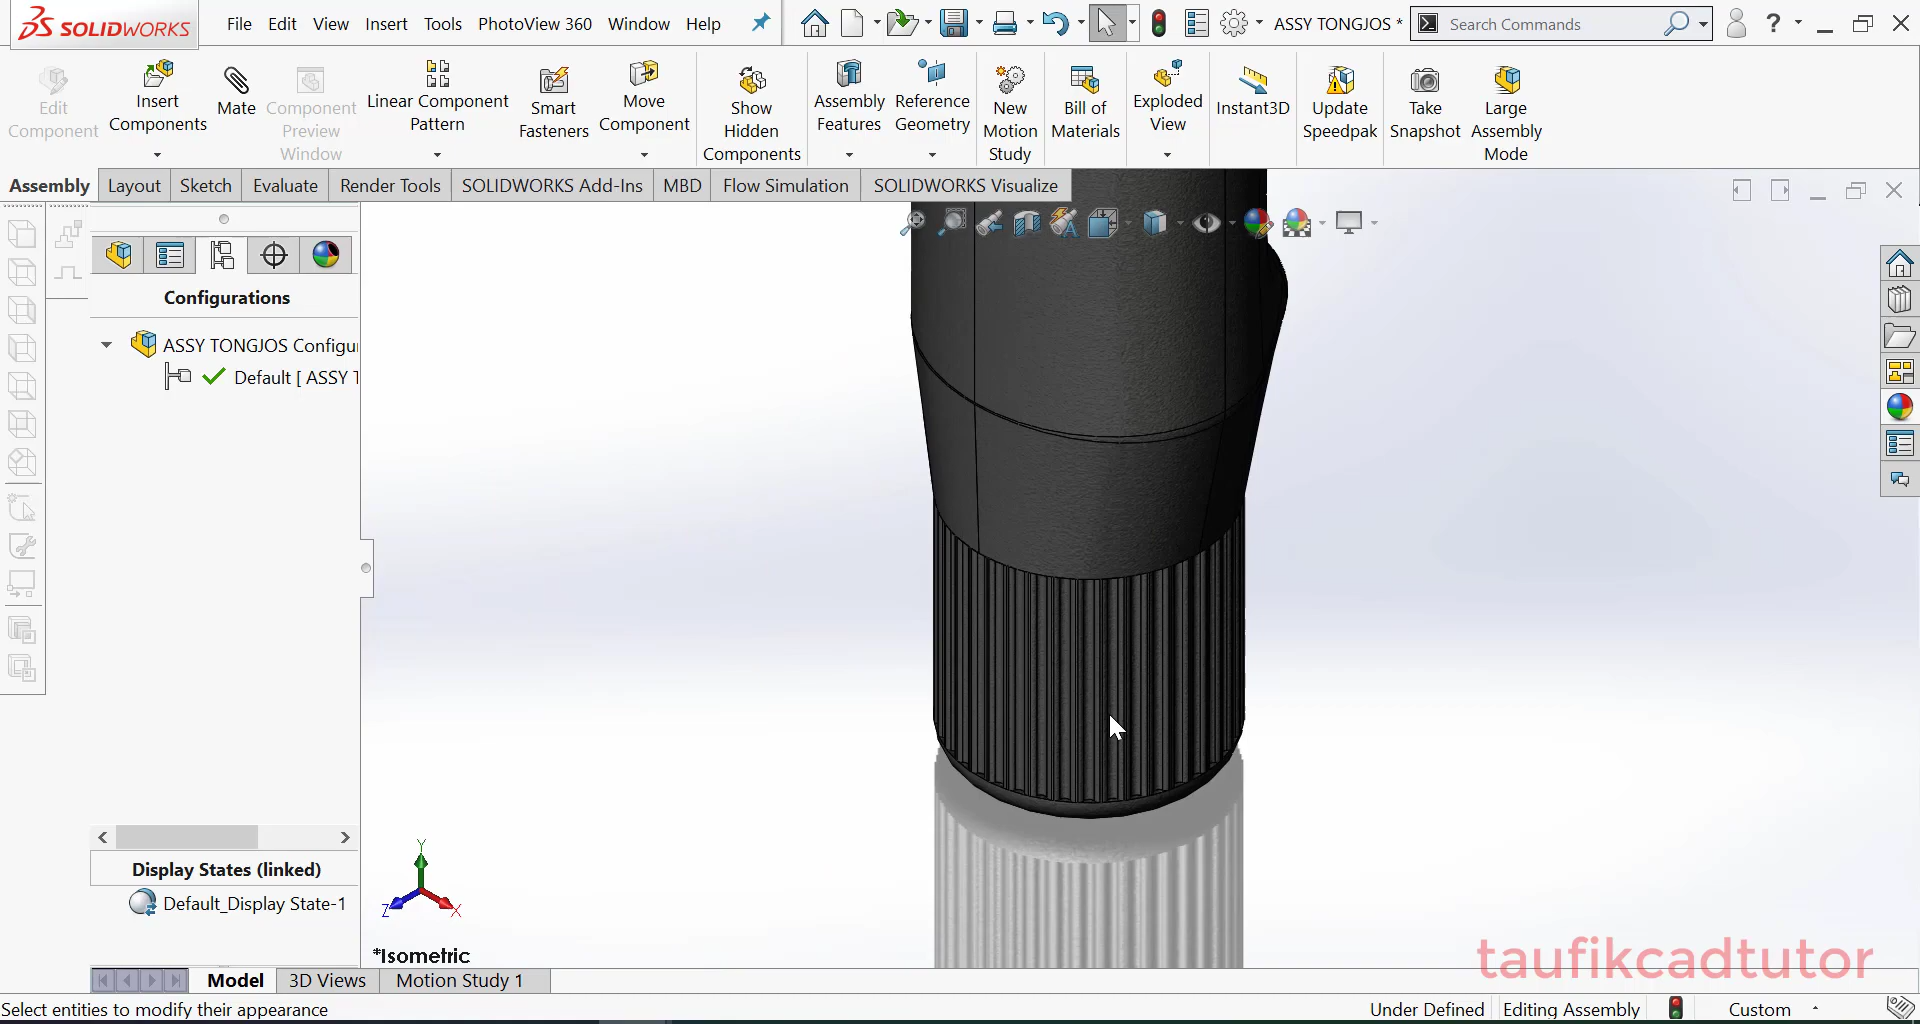 SOLIDWORKS File Edit View Insert Tools PhotoView 360 Window Help ASSY TONGJOS * Search Commands ?
Edit Component
Insert Components
Mate
Component Preview Window
Linear Component Pattern
Smart Fasteners
Move Component
Show Hidden Components
Assembly Features
Reference Geometry
New Motion Study
Bill of Materials
Exploded View
Instant3D
Update Speedpak
Take Snapshot
Large Assembly Mode
Assembly Layout Sketch Evaluate Render Tools SOLIDWORKS Add-Ins MBD Flow Simulation SOLIDWORKS Visualize
Configurations
ASSY TONGJOS Configu
Default [ ASSY T
Display States (linked)
Default_Display State-1
Y
Z X
*Isometric
taufikcadtutor
Model 3D Views Motion Study 1
Select entities to modify their appearance Under Defined Editing Assembly Custom